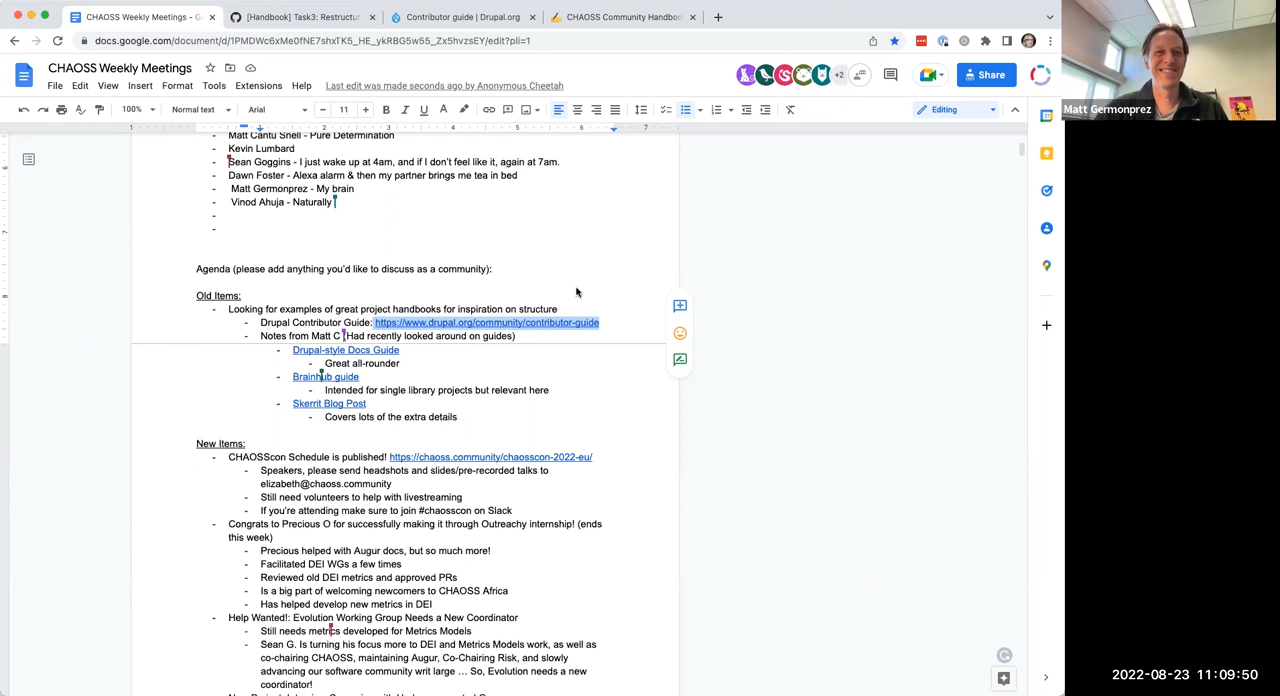 CHAOSS Weekly Meetings - G
[Handbook] Task3: Restructur
Contributor guide | Drupal.org
CHAOSS Community Handbook
docs.google.com/document/d/1PMDWc6xMe0fNE7shxTK5_HE_ykRBG5w55_Zx5hvzsEY/edit?pli=1
CHAOSS Weekly Meetings
+2
Share
File Edit View Insert Format Data Tools Extensions Help
Last edit was made seconds ago by Anonymous Cheetah
100% Normal text Arial 11 Editing
Matt Germonprez
- Matt Cantu Snell - Pure Determination
- Kevin Lumbard
- Sean Goggins - I just wake up at 4am, and if I don't feel like it, again at 7am.
- Dawn Foster - Alexa alarm & then my partner brings me tea in bed
- Matt Germonprez - My brain
- Vinod Ahuja - Naturally
-
-
Agenda (please add anything you'd like to discuss as a community):
Old Items:
- Looking for examples of great project handbooks for inspiration on structure
- Drupal Contributor Guide: https://www.drupal.org/community/contributor-guide
- Notes from Matt C (Had recently looked around on guides)
- Drupal-style Docs Guide
- Great all-rounder
- Brainhub guide
- Intended for single library projects but relevant here
- Skerrit Blog Post
- Covers lots of the extra details
New Items:
- CHAOSScon Schedule is published! https://chaoss.community/chaosscon-2022-eu/
- Speakers, please send headshots and slides/pre-recorded talks to
elizabeth@chaoss.community
- Still need volunteers to help with livestreaming
- If you're attending make sure to join #chaosscon on Slack
- Congrats to Precious O for successfully making it through Outreachy internship! (ends
this week)
- Precious helped with Augur docs, but so much more!
- Facilitated DEI WGs a few times
- Reviewed old DEI metrics and approved PRs
- Is a big part of welcoming newcomers to CHAOSS Africa
- Has helped develop new metrics in DEI
- Help Wanted!: Evolution Working Group Needs a New Coordinator
- Still needs metrics developed for Metrics Models
- Sean G. Is turning his focus more to DEI and Metrics Models work, as well as
co-chairing CHAOSS, maintaining Augur, Co-Chairing Risk, and slowly
advancing our software community writ large … So, Evolution needs a new
coordinator!
2022-08-23 11:09:50